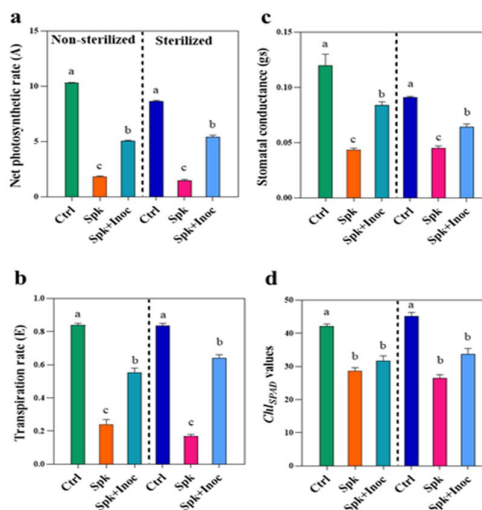 a
Non-sterilized Sterilized
Net photosynthetic rate (A)
15
10
5
0
a
c
b
a
c
b
Ctrl Spk Spk+Inoc Ctrl Spk Spk+Inoc
c
Stomatal conductance (gs)
0.15
0.10
0.05
0.00
a
c
b
a
c
b
Ctrl Spk Spk+Inoc Ctrl Spk Spk+Inoc
b
Transpiration rate (E)
1.0
0.8
0.6
0.4
0.2
0.0
a
c
b
a
c
b
Ctrl Spk Spk+Inoc Ctrl Spk Spk+Inoc
d
Chl SPAD values
50
40
30
20
10
0
a
b
b
a
b
b
Ctrl Spk Spk+Inoc Ctrl Spk Spk+Inoc